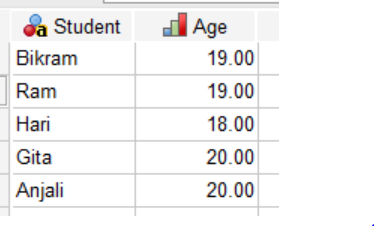 Student Age
Bikram 19.00
Ram 19.00
Hari 18.00
Gita 20.00
Anjali 20.00